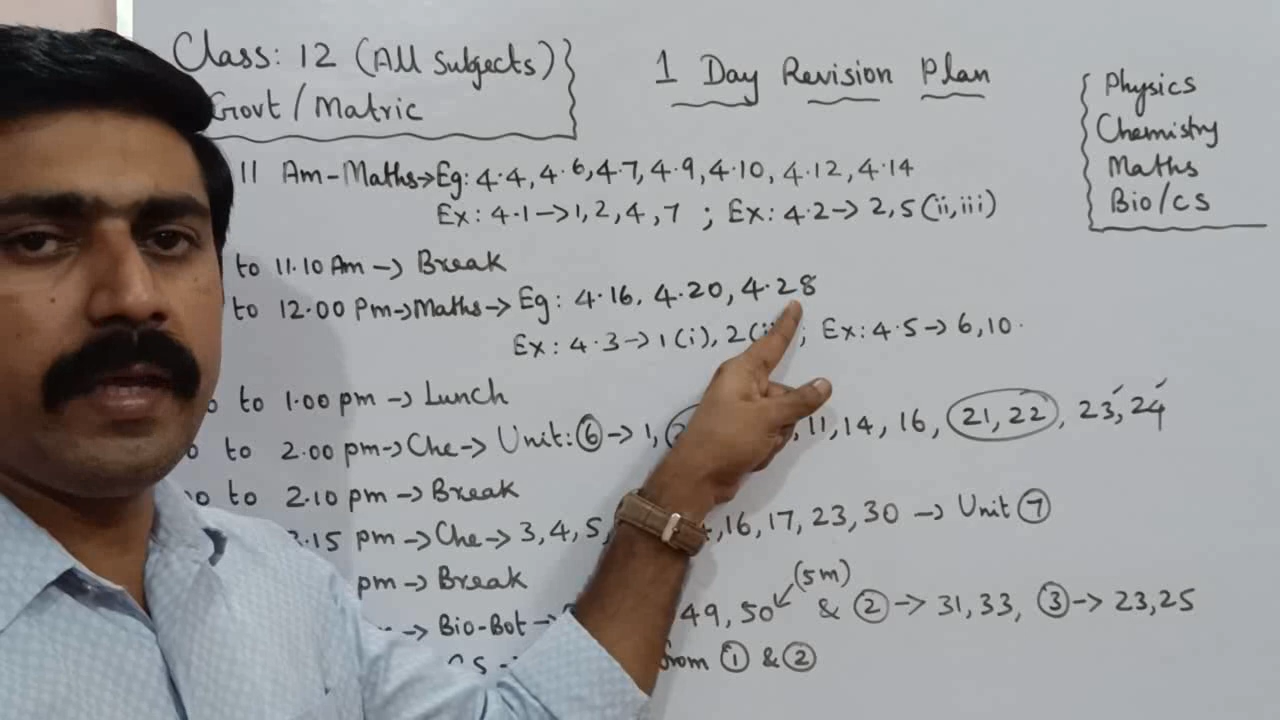 Class: 12 (All Subjects)
Govt / Matric
1 Day Revision Plan
Physics
Chemistry
Maths
Bio/CS
11 Am-Maths→Eg: 4.4, 4.6, 4.7, 4.9, 4.10, 4.12, 4.14
Ex: 4.1→1, 2, 4, 7 ; Ex: 4.2→2, 5 (ii, iii)
to 11.10 Am→ Break
to 12.00 Pm→Maths→ Eg: 4.16, 4.20, 4.28
Ex: 4.3→1(i), 2 ; Ex: 4.5→6, 10.
to 1.00 pm→ Lunch
to 2.00 pm→Che→ Unit: ⑥→1, 11, 14, 16, 21, 22, 23, 24
to 2.10 pm→ Break
3.15 pm→Che→ 3, 4, 5, 16, 17, 23, 30 → Unit ⑦
pm→ Break
(5m)
→ Bio-Bot→ 49, 50 & ②→ 31, 33, ③→ 23, 25
from ① & ②